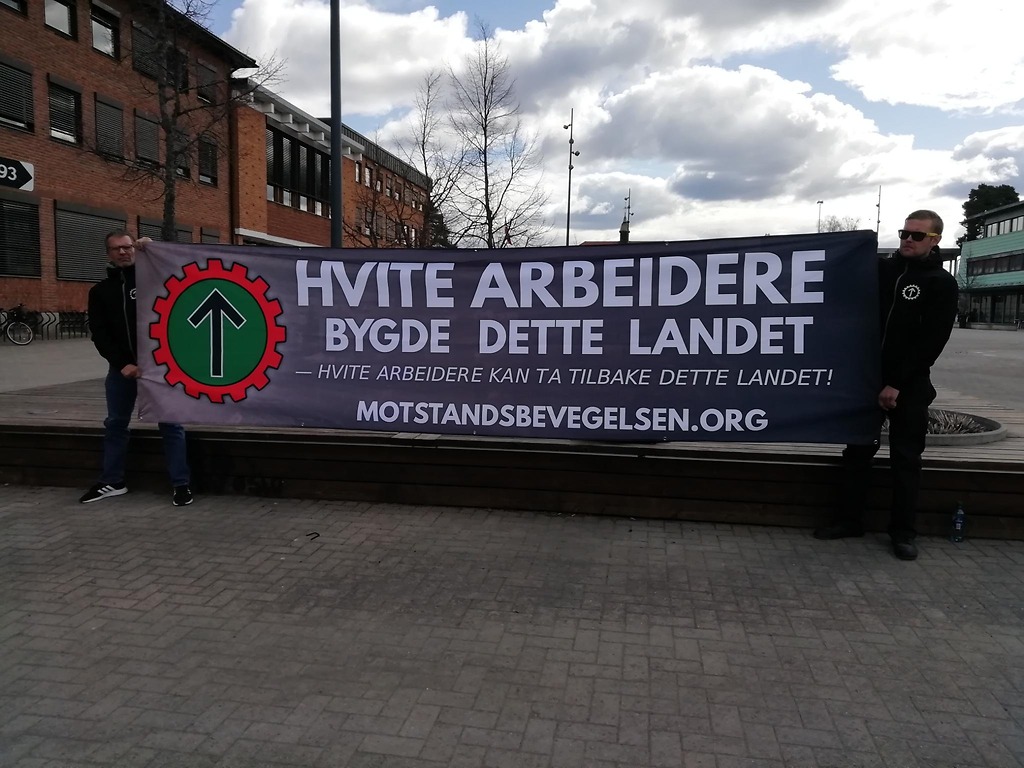 93
HVITE ARBEIDERE
BYGDE DETTE LANDET
— HVITE ARBEIDERE KAN TA TILBAKE DETTE LANDET!
MOTSTANDSBEVEGELSEN.ORG